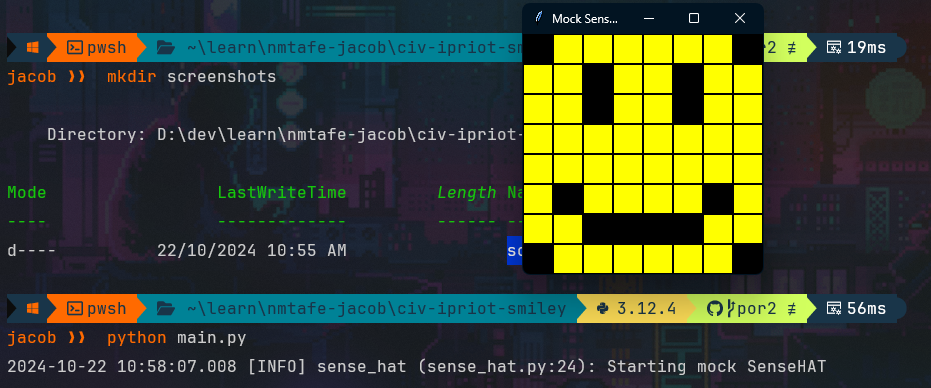 Mock Sens...
pwsh ~\learn\nmtafe-jacob\civ-ipriot-sm por2 ≢ 19ms
jacob ❯❯ mkdir screenshots
Directory: D:\dev\learn\nmtafe-jacob\civ-ipriot-
Mode LastWriteTime Length Na
---- ------------- ------ --
d---- 22/10/2024 10:55 AM sc
pwsh ~\learn\nmtafe-jacob\civ-ipriot-smiley 3.12.4 por2 ≢ 56ms
jacob ❯❯ python main.py
2024-10-22 10:58:07.008 [INFO] sense_hat (sense_hat.py:24): Starting mock SenseHAT